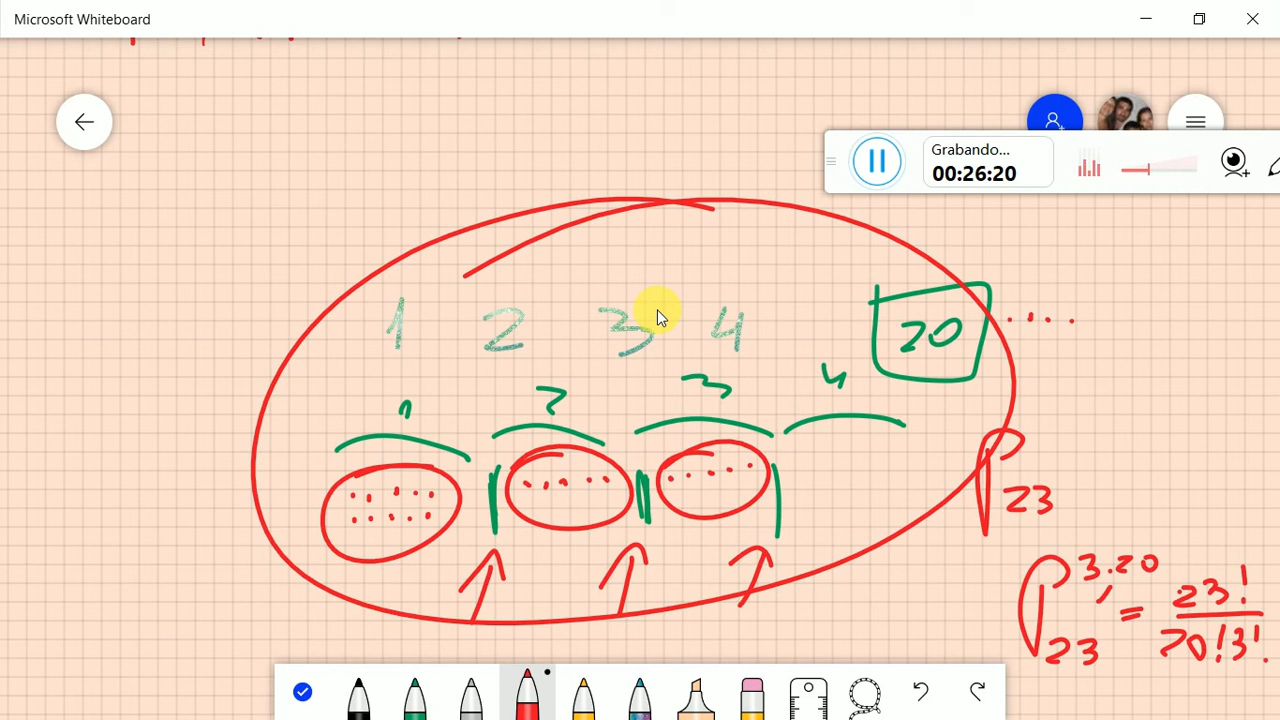 Microsoft Whiteboard
Grabando...
00:26:20
1 2 3 4 20 ....
1 2 3 4
P 23
P 3,20 23 = 23! / 20! 3!